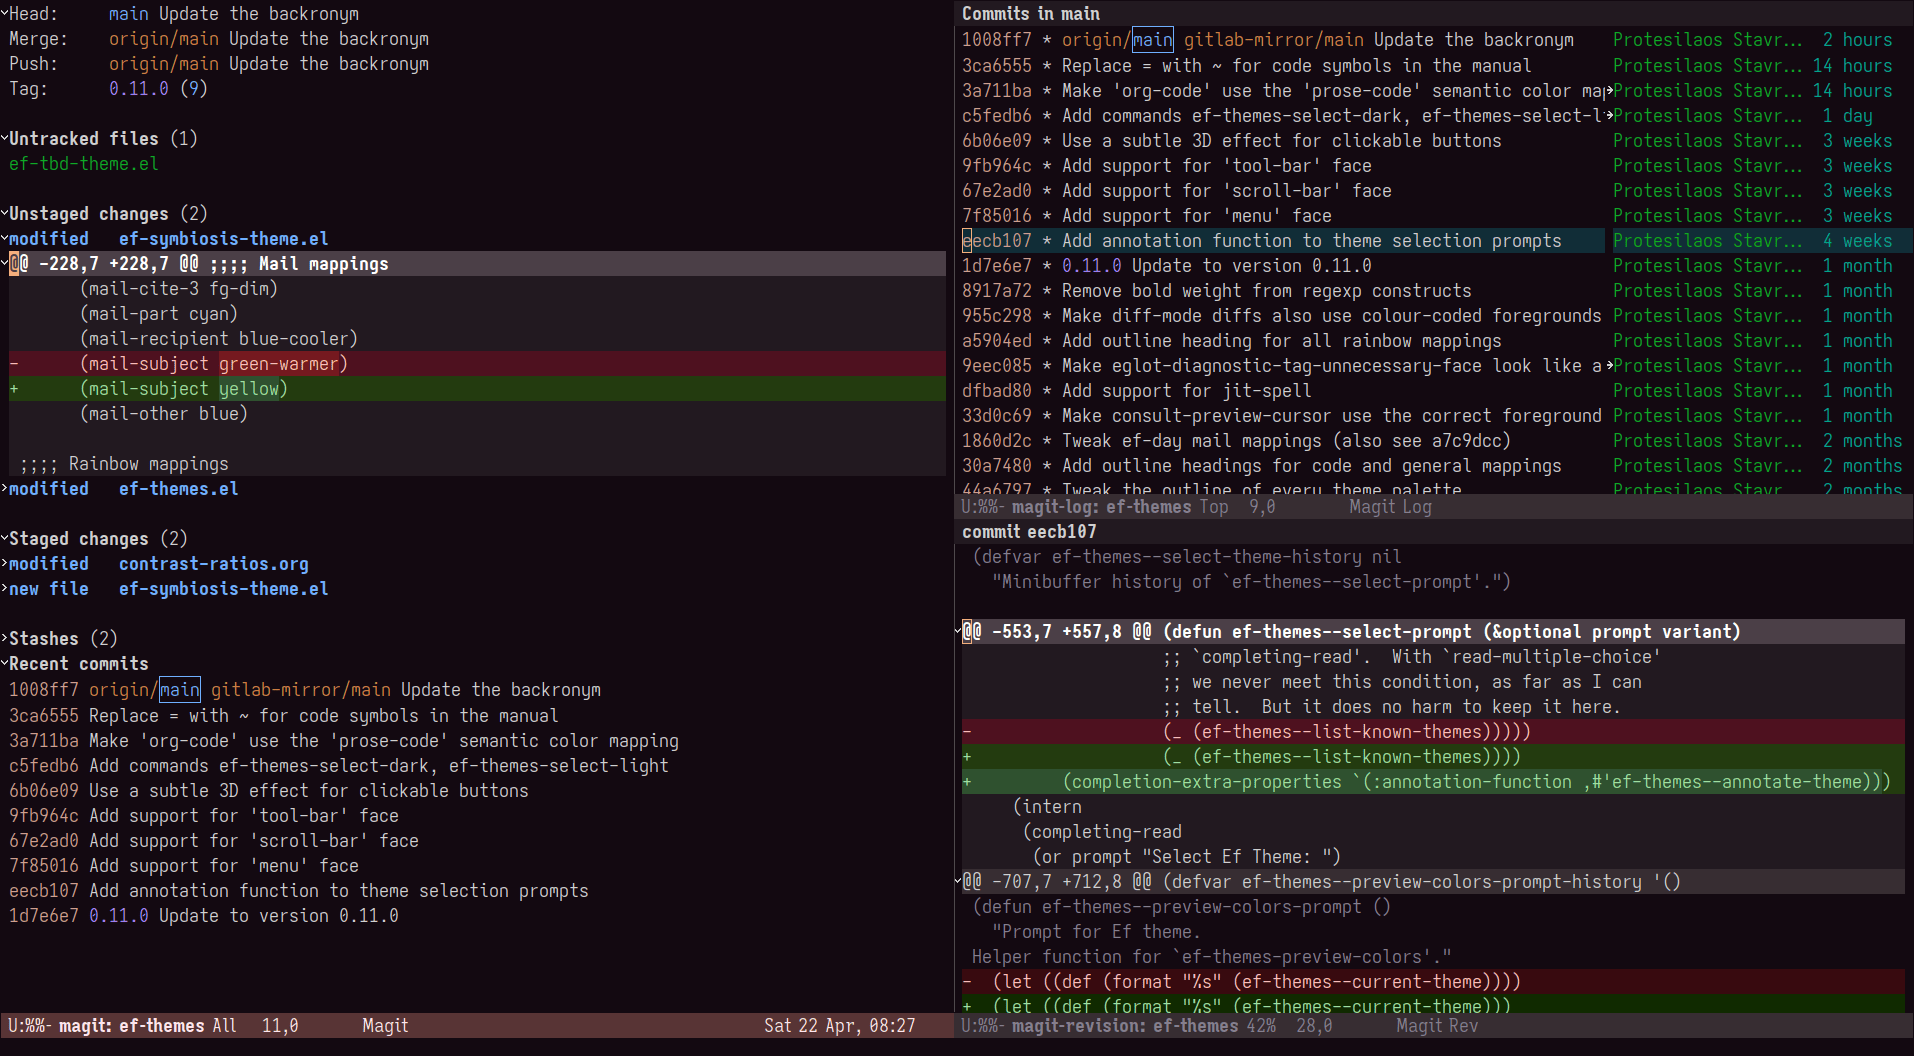 Head:     main Update the backronym
Merge:    origin/main Update the backronym
Push:     origin/main Update the backronym
Tag:      0.11.0 (9)
Untracked files (1)
ef-tbd-theme.el
Unstaged changes (2)
modified   ef-symbiosis-theme.el
@@ -228,7 +228,7 @@ ;;;; Mail mappings
(mail-cite-3 fg-dim)
(mail-part cyan)
(mail-recipient blue-cooler)
-      (mail-subject green-warmer)
+      (mail-subject yellow)
(mail-other blue)
;;;; Rainbow mappings
modified   ef-themes.el
Staged changes (2)
modified   contrast-ratios.org
new file   ef-symbiosis-theme.el
Stashes (2)
Recent commits
1008ff7 origin/main gitlab-mirror/main Update the backronym
3ca6555 Replace = with ~ for code symbols in the manual
3a711ba Make 'org-code' use the 'prose-code' semantic color mapping
c5fedb6 Add commands ef-themes-select-dark, ef-themes-select-light
6b06e09 Use a subtle 3D effect for clickable buttons
9fb964c Add support for 'tool-bar' face
67e2ad0 Add support for 'scroll-bar' face
7f85016 Add support for 'menu' face
eecb107 Add annotation function to theme selection prompts
1d7e6e7 0.11.0 Update to version 0.11.0
U:%%- magit: ef-themes All   11,0      Magit      Sat 22 Apr, 08:27
Commits in main
1008ff7 * origin/main gitlab-mirror/main Update the backronym    Protesilaos Stavr...  2 hours
3ca6555 * Replace = with ~ for code symbols in the manual    Protesilaos Stavr... 14 hours
3a711ba * Make 'org-code' use the 'prose-code' semantic color map    Protesilaos Stavr... 14 hours
c5fedb6 * Add commands ef-themes-select-dark, ef-themes-select-l    Protesilaos Stavr...  1 day
6b06e09 * Use a subtle 3D effect for clickable buttons    Protesilaos Stavr...  3 weeks
9fb964c * Add support for 'tool-bar' face    Protesilaos Stavr...  3 weeks
67e2ad0 * Add support for 'scroll-bar' face    Protesilaos Stavr...  3 weeks
7f85016 * Add support for 'menu' face    Protesilaos Stavr...  3 weeks
eecb107 * Add annotation function to theme selection prompts    Protesilaos Stavr...  4 weeks
1d7e6e7 * 0.11.0 Update to version 0.11.0    Protesilaos Stavr...  1 month
8917a72 * Remove bold weight from regexp constructs    Protesilaos Stavr...  1 month
955c298 * Make diff-mode diffs also use colour-coded foregrounds    Protesilaos Stavr...  1 month
a5904ed * Add outline heading for all rainbow mappings    Protesilaos Stavr...  1 month
9eec085 * Make eglot-diagnostic-tag-unnecessary-face look like a    Protesilaos Stavr...  1 month
dfbad80 * Add support for jit-spell    Protesilaos Stavr...  1 month
33d0c69 * Make consult-preview-cursor use the correct foreground    Protesilaos Stavr...  1 month
1860d2c * Tweak ef-day mail mappings (also see a7c9dcc)    Protesilaos Stavr...  2 months
30a7480 * Add outline headings for code and general mappings    Protesilaos Stavr...  2 months
44a6797 * Tweak the outline of every theme palette    Protesilaos Stavr...  2 months
U:%%- magit-log: ef-themes Top  9,0       Magit Log
commit eecb107
(defvar ef-themes--select-theme-history nil
"Minibuffer history of `ef-themes--select-prompt'.")
@@ -553,7 +557,8 @@ (defun ef-themes--select-prompt (&optional prompt variant)
;; `completing-read'.  With `read-multiple-choice'
;; we never meet this condition, as far as I can
;; tell.  But it does no harm to keep it here.
-                   (_ (ef-themes--list-known-themes)))))
+                   (_ (ef-themes--list-known-themes))))
+         (completion-extra-properties `(:annotation-function ,#'ef-themes--annotate-theme)))
(intern
(completing-read
(or prompt "Select Ef Theme: ")
@@ -707,7 +712,8 @@ (defvar ef-themes--preview-colors-prompt-history '()
(defun ef-themes--preview-colors-prompt ()
"Prompt for Ef theme.
Helper function for `ef-themes-preview-colors'."
-  (let ((def (format "%s" (ef-themes--current-theme))))
+  (let ((def (format "%s" (ef-themes--current-theme)))
U:%%- magit-revision: ef-themes 42%  28,0      Magit Rev